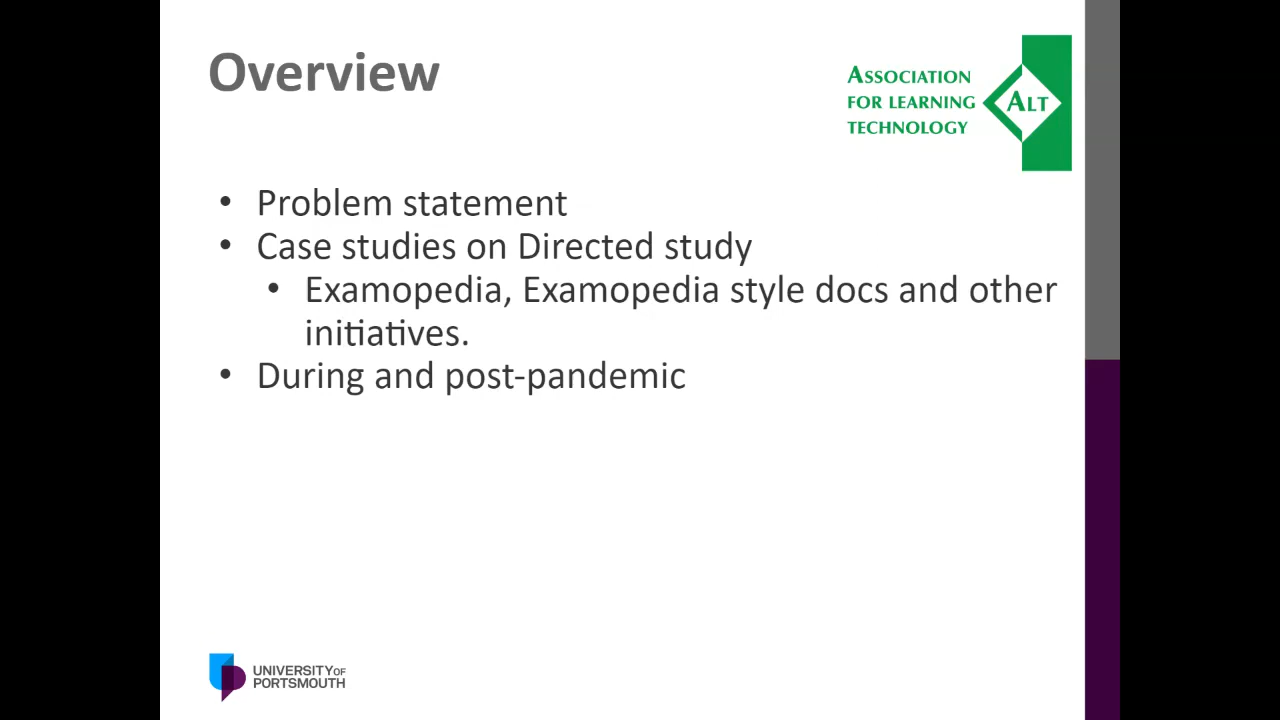 Overview
ASSOCIATION
FOR LEARNING
TECHNOLOGY
ALT
• Problem statement
• Case studies on Directed study
• Examopedia, Examopedia style docs and other
initiatives.
• During and post-pandemic
UNIVERSITY OF
PORTSMOUTH